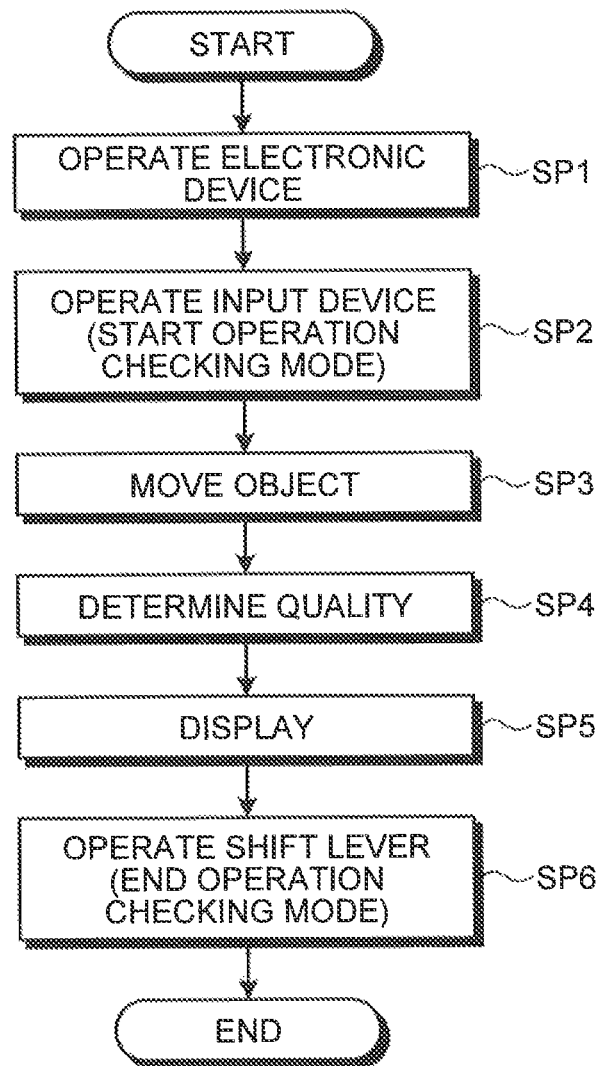 START
OPERATE ELECTRONIC
DEVICE
SP1
OPERATE INPUT DEVICE
(START OPERATION
CHECKING MODE)
SP2
MOVE OBJECT
SP3
DETERMINE QUALITY
SP4
DISPLAY
SP5
OPERATE SHIFT LEVER
(END OPERATION
CHECKING MODE)
SP6
END